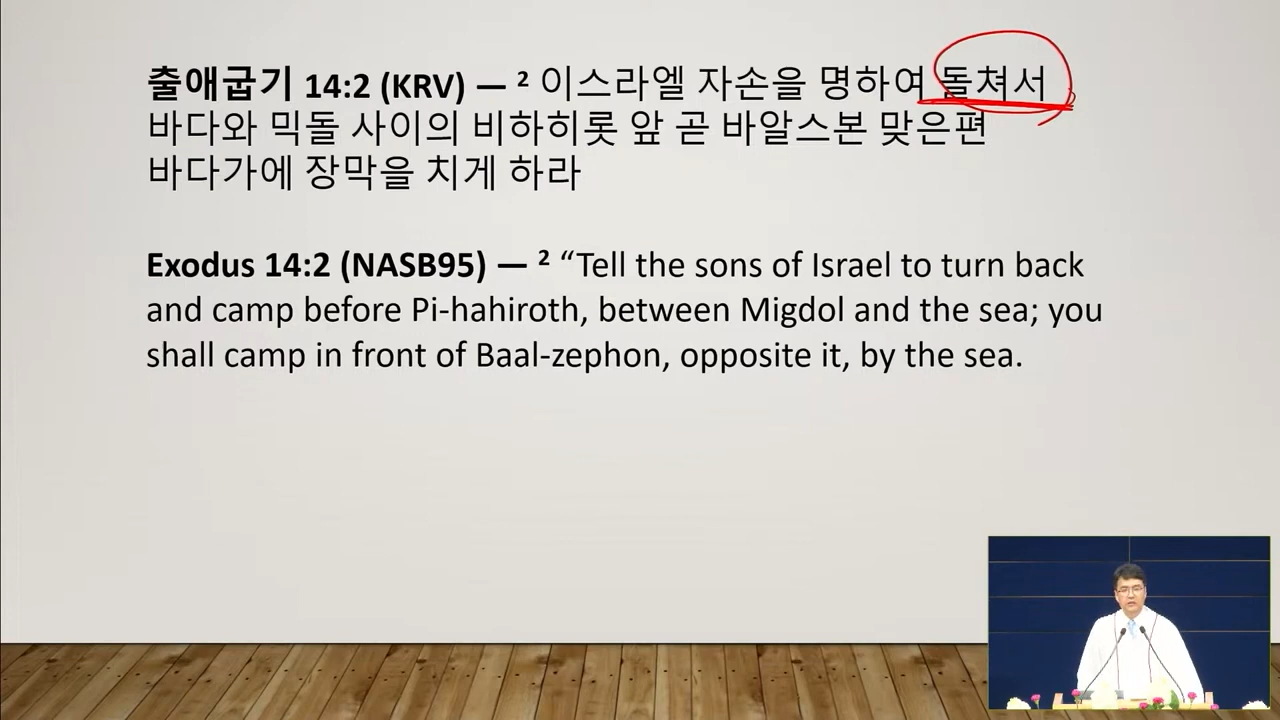 출애굽기 14:2 (KRV) — ² 이스라엘 자손을 명하여 돌쳐서
바다와 믹돌 사이의 비하히롯 앞 곧 바알스본 맞은편
바다가에 장막을 치게 하라
Exodus 14:2 (NASB95) — ² “Tell the sons of Israel to turn back
and camp before Pi-hahiroth, between Migdol and the sea; you
shall camp in front of Baal-zephon, opposite it, by the sea.